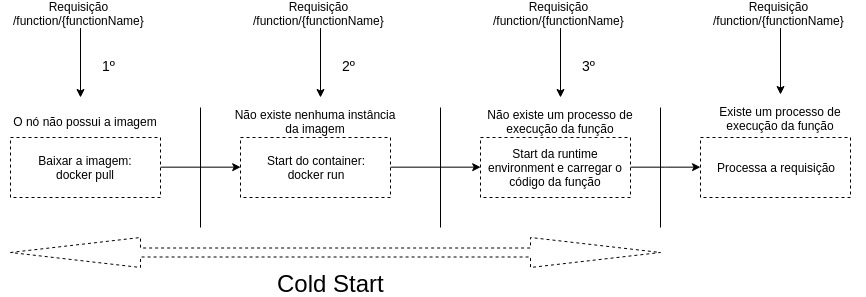 Requisição
/function/{functionName}
1º
O nó não possui a imagem
Baixar a imagem:
docker pull
Requisição
/function/{functionName}
2º
Não existe nenhuma instância
da imagem
Start do container:
docker run
Requisição
/function/{functionName}
3º
Não existe um processo de
execução da função
Start da runtime
environment e carregar o
código da função
Requisição
/function/{functionName}
Existe um processo de
execução da função
Processa a requisição
Cold Start